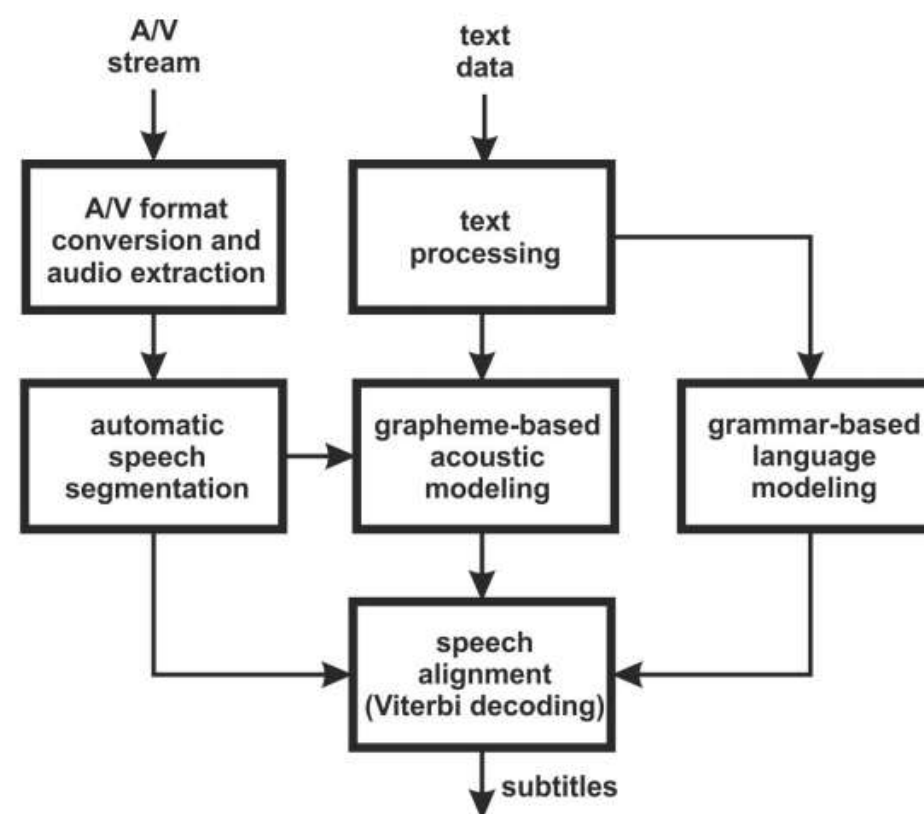 A/V
stream
text
data
A/V format
conversion and
audio extraction
text
processing
automatic
speech
segmentation
grapheme-based
acoustic
modeling
grammar-based
language
modeling
speech
alignment
(Viterbi decoding)
subtitles